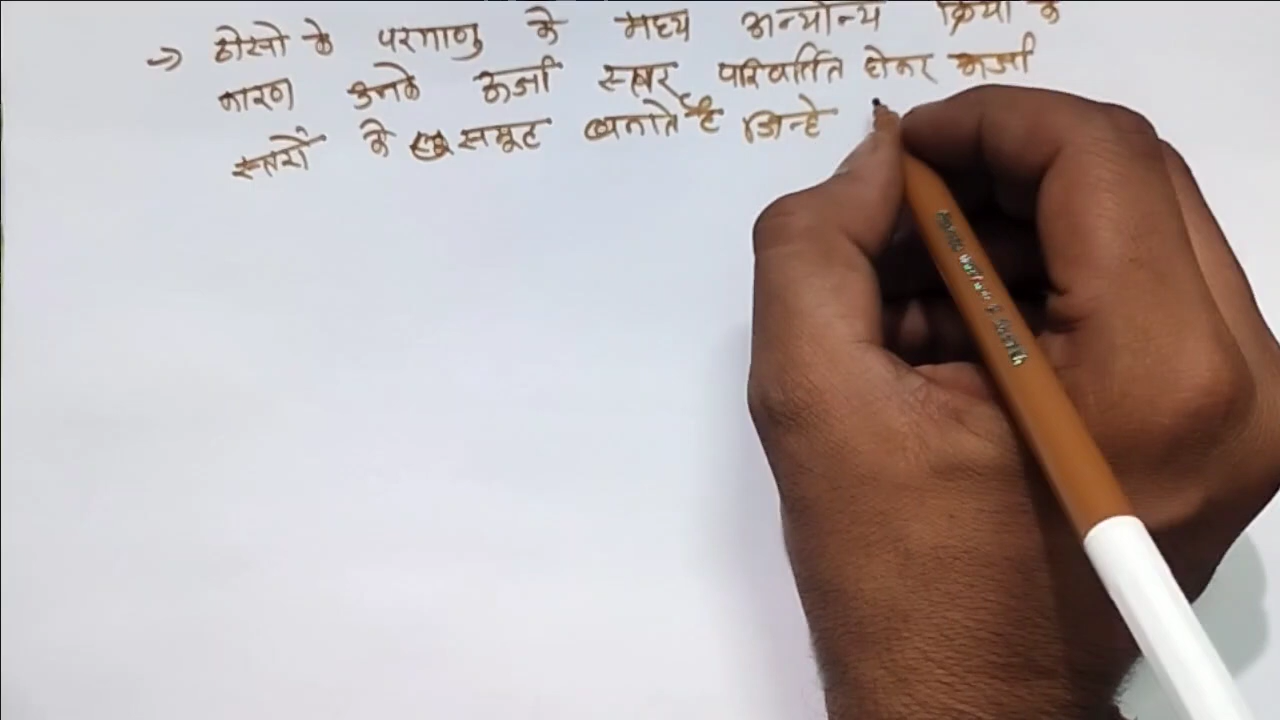 → ठोसो के परमाणु के मध्य अन्योन्य क्रिया के
कारण उनके ऊर्जा स्तर परिवर्तित होकर ऊर्जा
स्तरों के समूह बनाते है जिन्हे